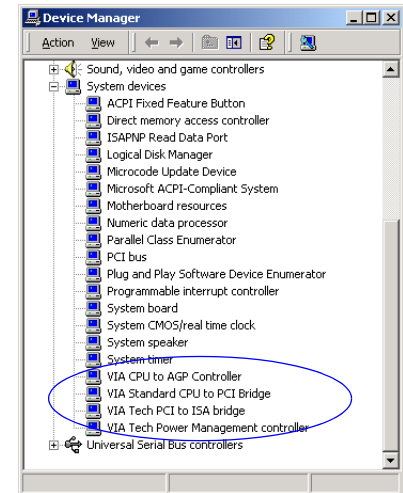 Device Manager
Action View
Sound, video and game controllers
System devices
ACPI Fixed Feature Button
Direct memory access controller
ISAPNP Read Data Port
Logical Disk Manager
Microcode Update Device
Microsoft ACPI-Compliant System
Motherboard resources
Numeric data processor
Parallel Class Enumerator
PCI bus
Plug and Play Software Device Enumerator
Programmable interrupt controller
System board
System CMOS/real time clock
System speaker
System timer
VIA CPU to AGP Controller
VIA Standard CPU to PCI Bridge
VIA Tech PCI to ISA bridge
VIA Tech Power Management controller
Universal Serial Bus controllers